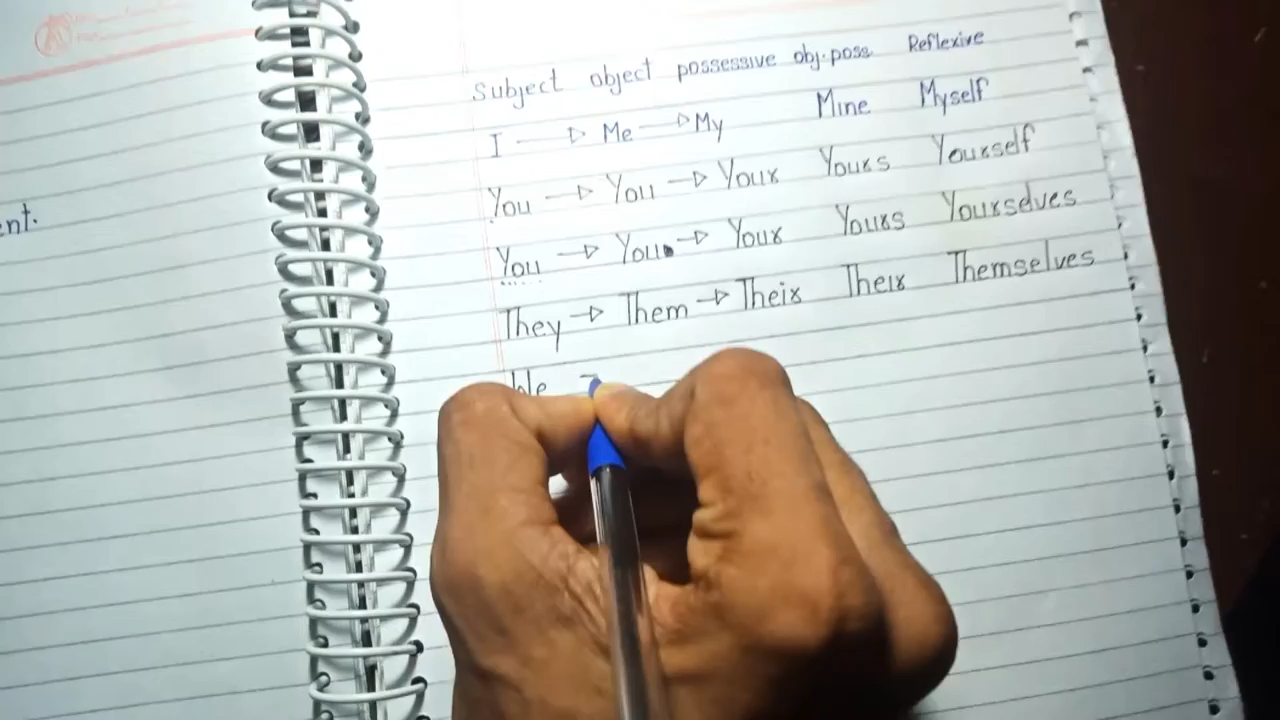 ent.
Subject object possessive obj.poss Reflexive
I → Me → My Mine Myself
You → You → Your Yours Yourself
You → You → Your Yours Yourselves
They → Them → Their Their Themselves
We